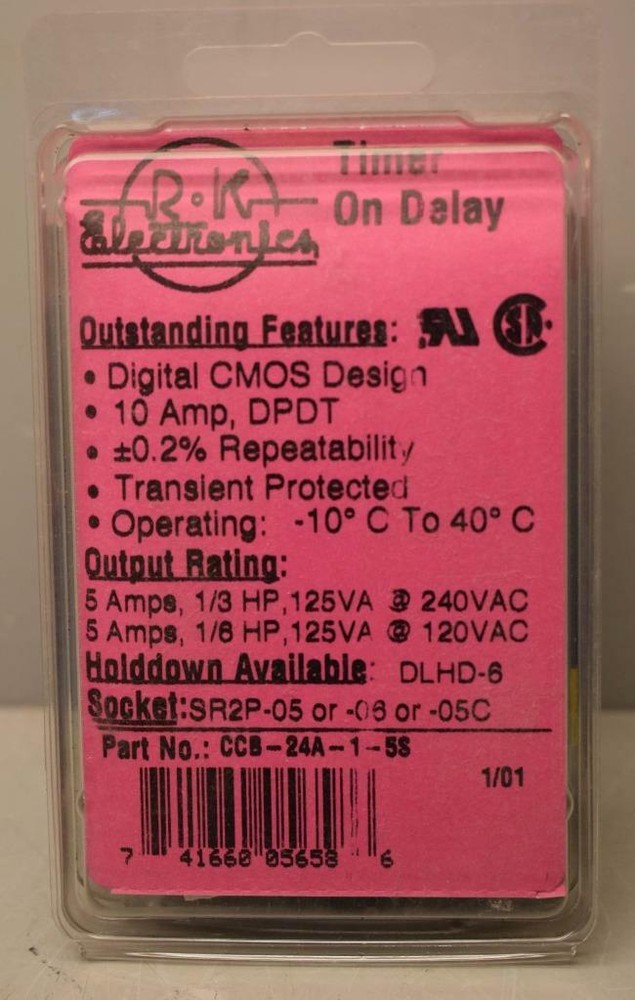 R·K
Electronics
Timer
On Delay
Outstanding Features:
• Digital CMOS Design
• 10 Amp, DPDT
• ±0.2% Repeatability
• Transient Protected
• Operating: -10° C To 40° C
Output Rating:
5 Amps, 1/3 HP,125VA @ 240VAC
5 Amps, 1/6 HP,125VA @ 120VAC
Holddown Available: DLHD-6
Socket:SR2P-05 or -06 or -05C
Part No.: CCB-24A-1-5S
1/01
7 41660 05658 6